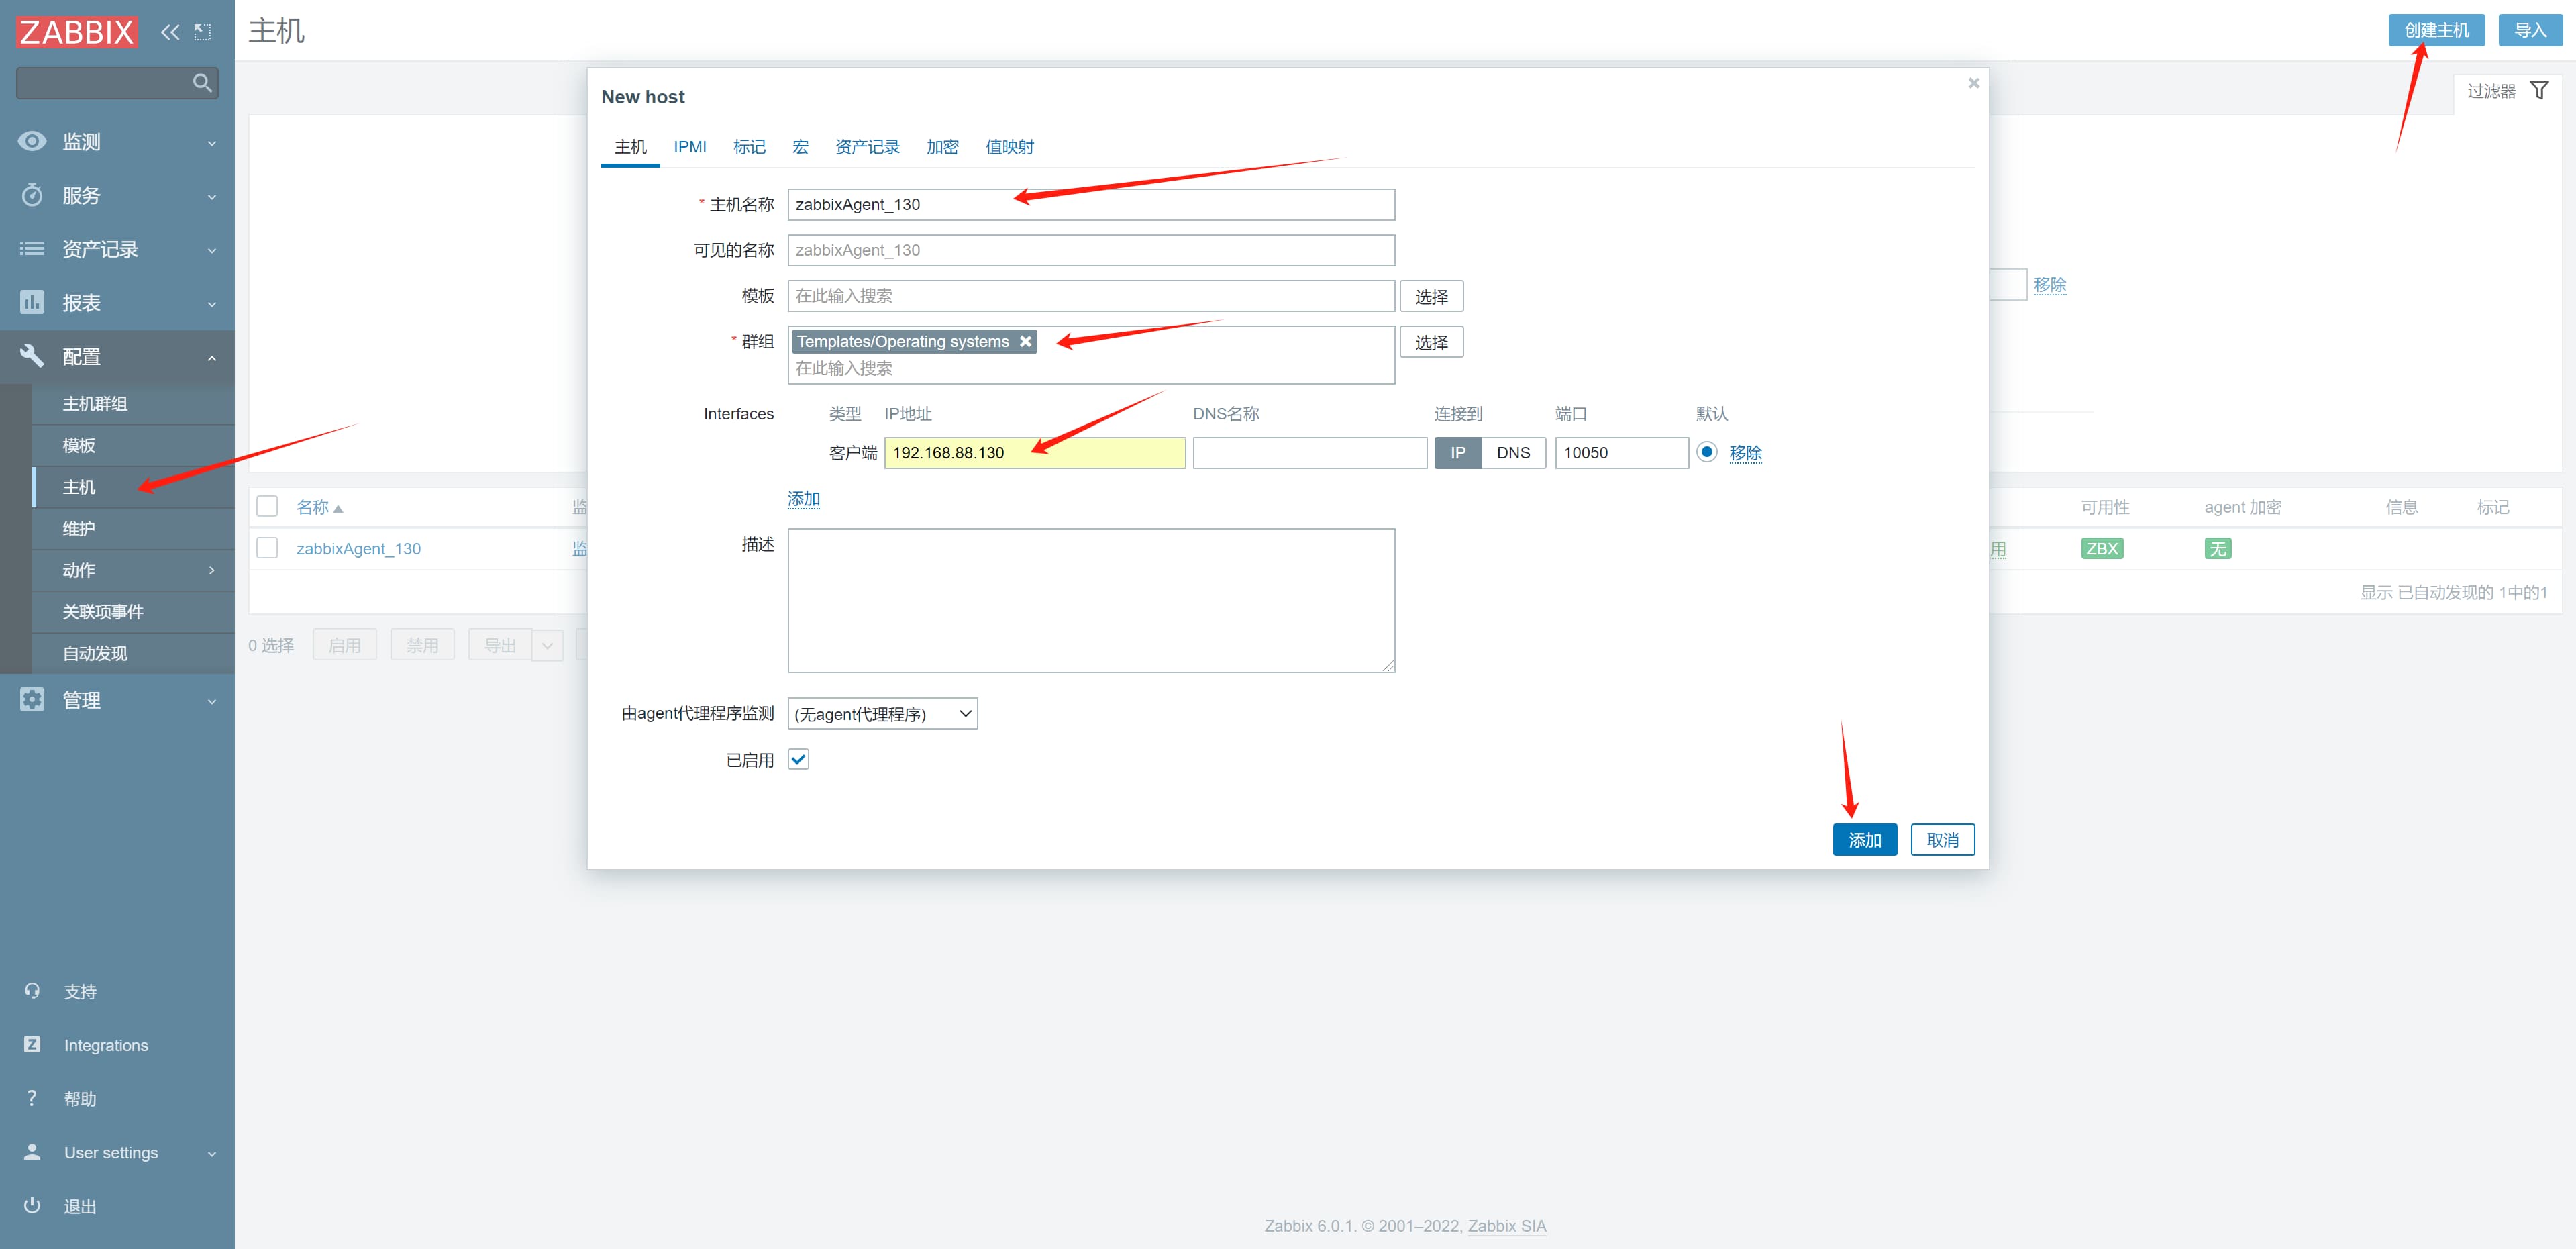 ZABBIX
主机
创建主机
导入
过滤器
监测
服务
资产记录
报表
配置
主机群组
模板
主机
维护
动作
关联项事件
自动发现
管理
支持
Integrations
? 帮助
User settings
退出
New host
主机 IPMI 标记 宏 资产记录 加密 值映射
* 主机名称 zabbixAgent_130
可见的名称 zabbixAgent_130
模板 在此输入搜索 选择
* 群组 Templates/Operating systems 选择
在此输入搜索
Interfaces 类型 IP地址 DNS名称 连接到 端口 默认
客户端 192.168.88.130 IP DNS 10050 移除
添加
描述
由agent代理程序监测 (无agent代理程序)
已启用
添加 取消
移除
名称 监 可用性 agent 加密 信息 标记
zabbixAgent_130 监 用 ZBX 无
显示 已自动发现的 1中的1
0 选择 启用 禁用 导出
Zabbix 6.0.1. © 2001–2022, Zabbix SIA